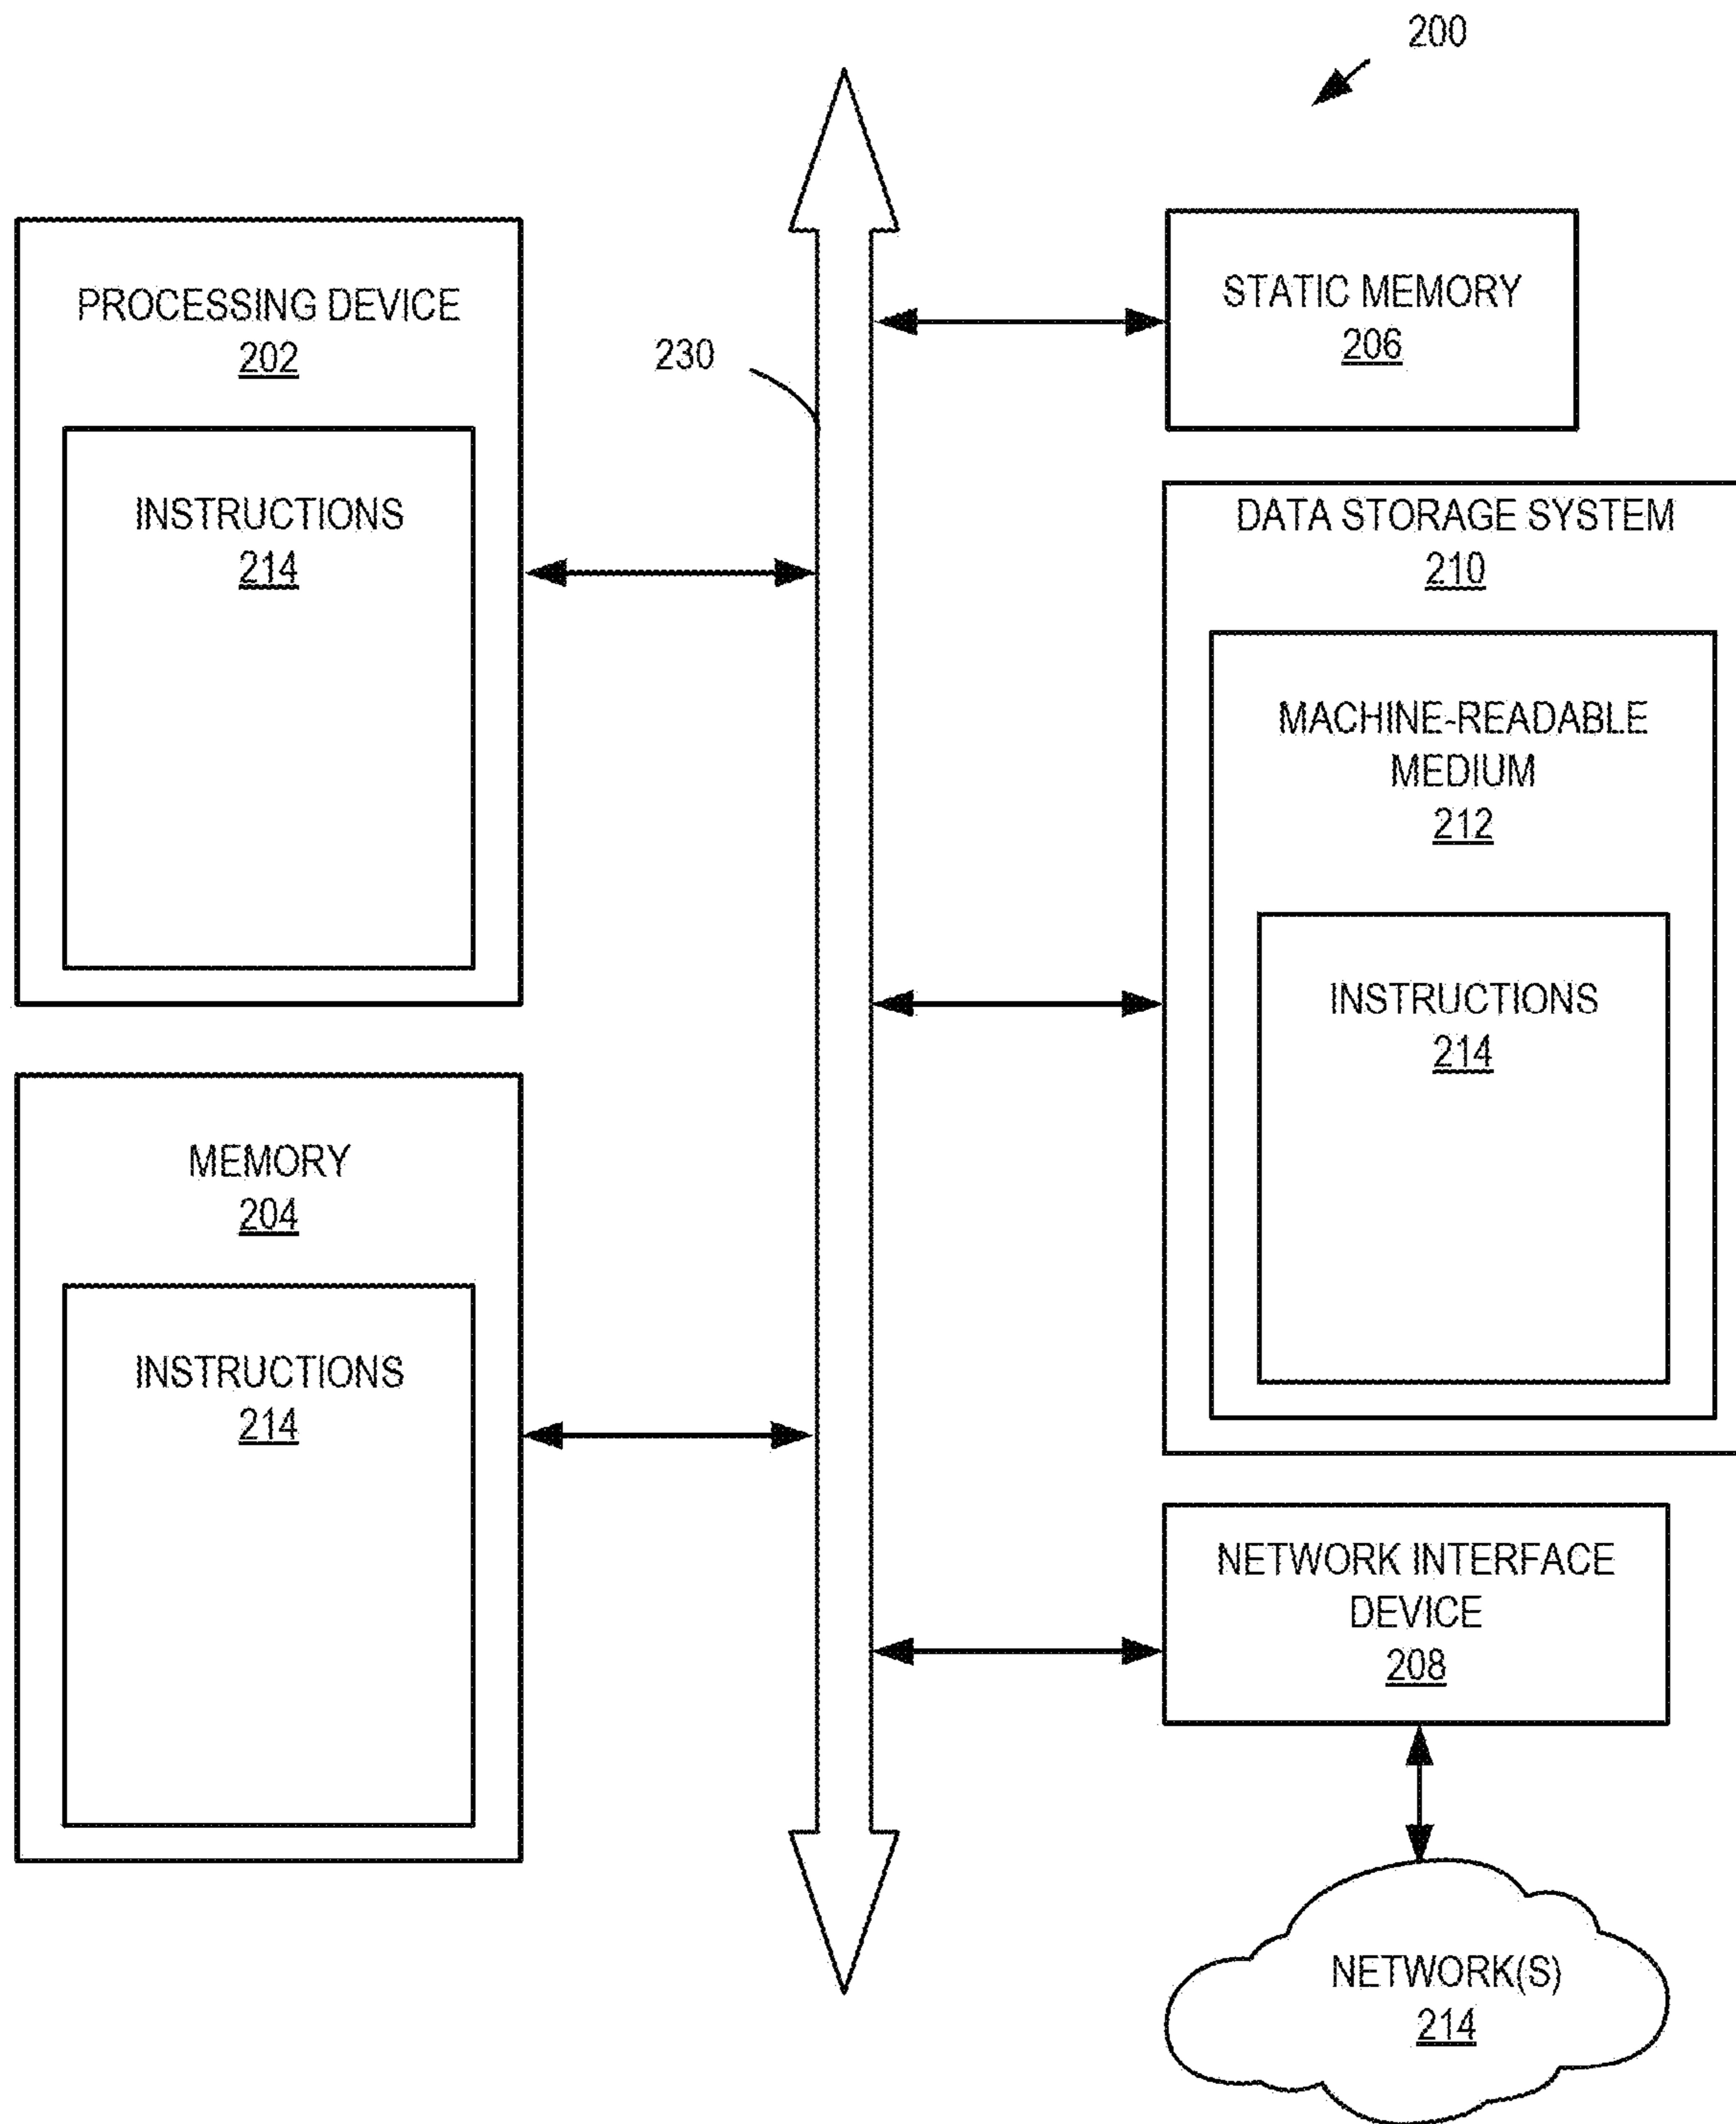 200
PROCESSING DEVICE
202
INSTRUCTIONS
214
MEMORY
204
INSTRUCTIONS
214
230
STATIC MEMORY
206
DATA STORAGE SYSTEM
210
MACHINE-READABLE
MEDIUM
212
INSTRUCTIONS
214
NETWORK INTERFACE
DEVICE
208
NETWORK(S)
214